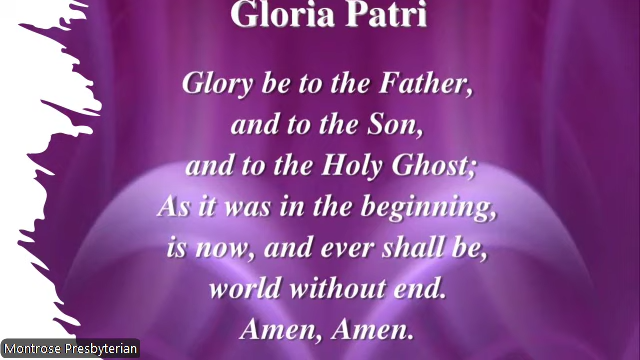 Gloria Patri
Glory be to the Father,
and to the Son,
and to the Holy Ghost;
As it was in the beginning,
is now, and ever shall be,
world without end.
Amen, Amen.
Montrose Presbyterian